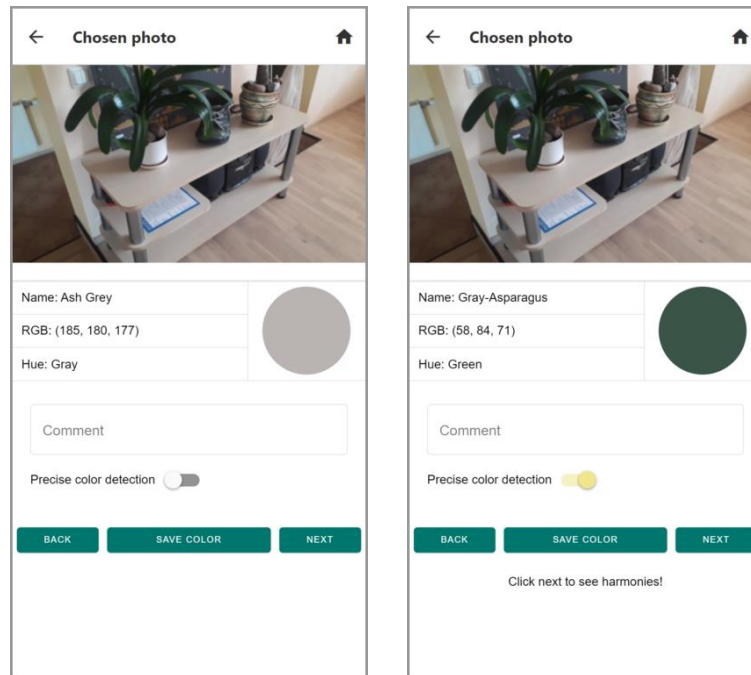 Chosen photo
Name: Ash Grey
RGB: (185, 180, 177)
Hue: Gray
Comment
Precise color detection
BACK
SAVE COLOR
NEXT
Chosen photo
Name: Gray-Asparagus
RGB: (58, 84, 71)
Hue: Green
Comment
Precise color detection
BACK
SAVE COLOR
NEXT
Click next to see harmonies!